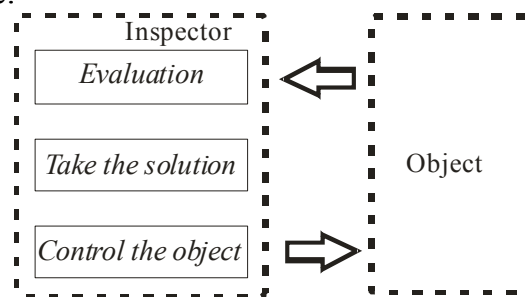 Inspector
Evaluation
Take the solution
Object
Control the object